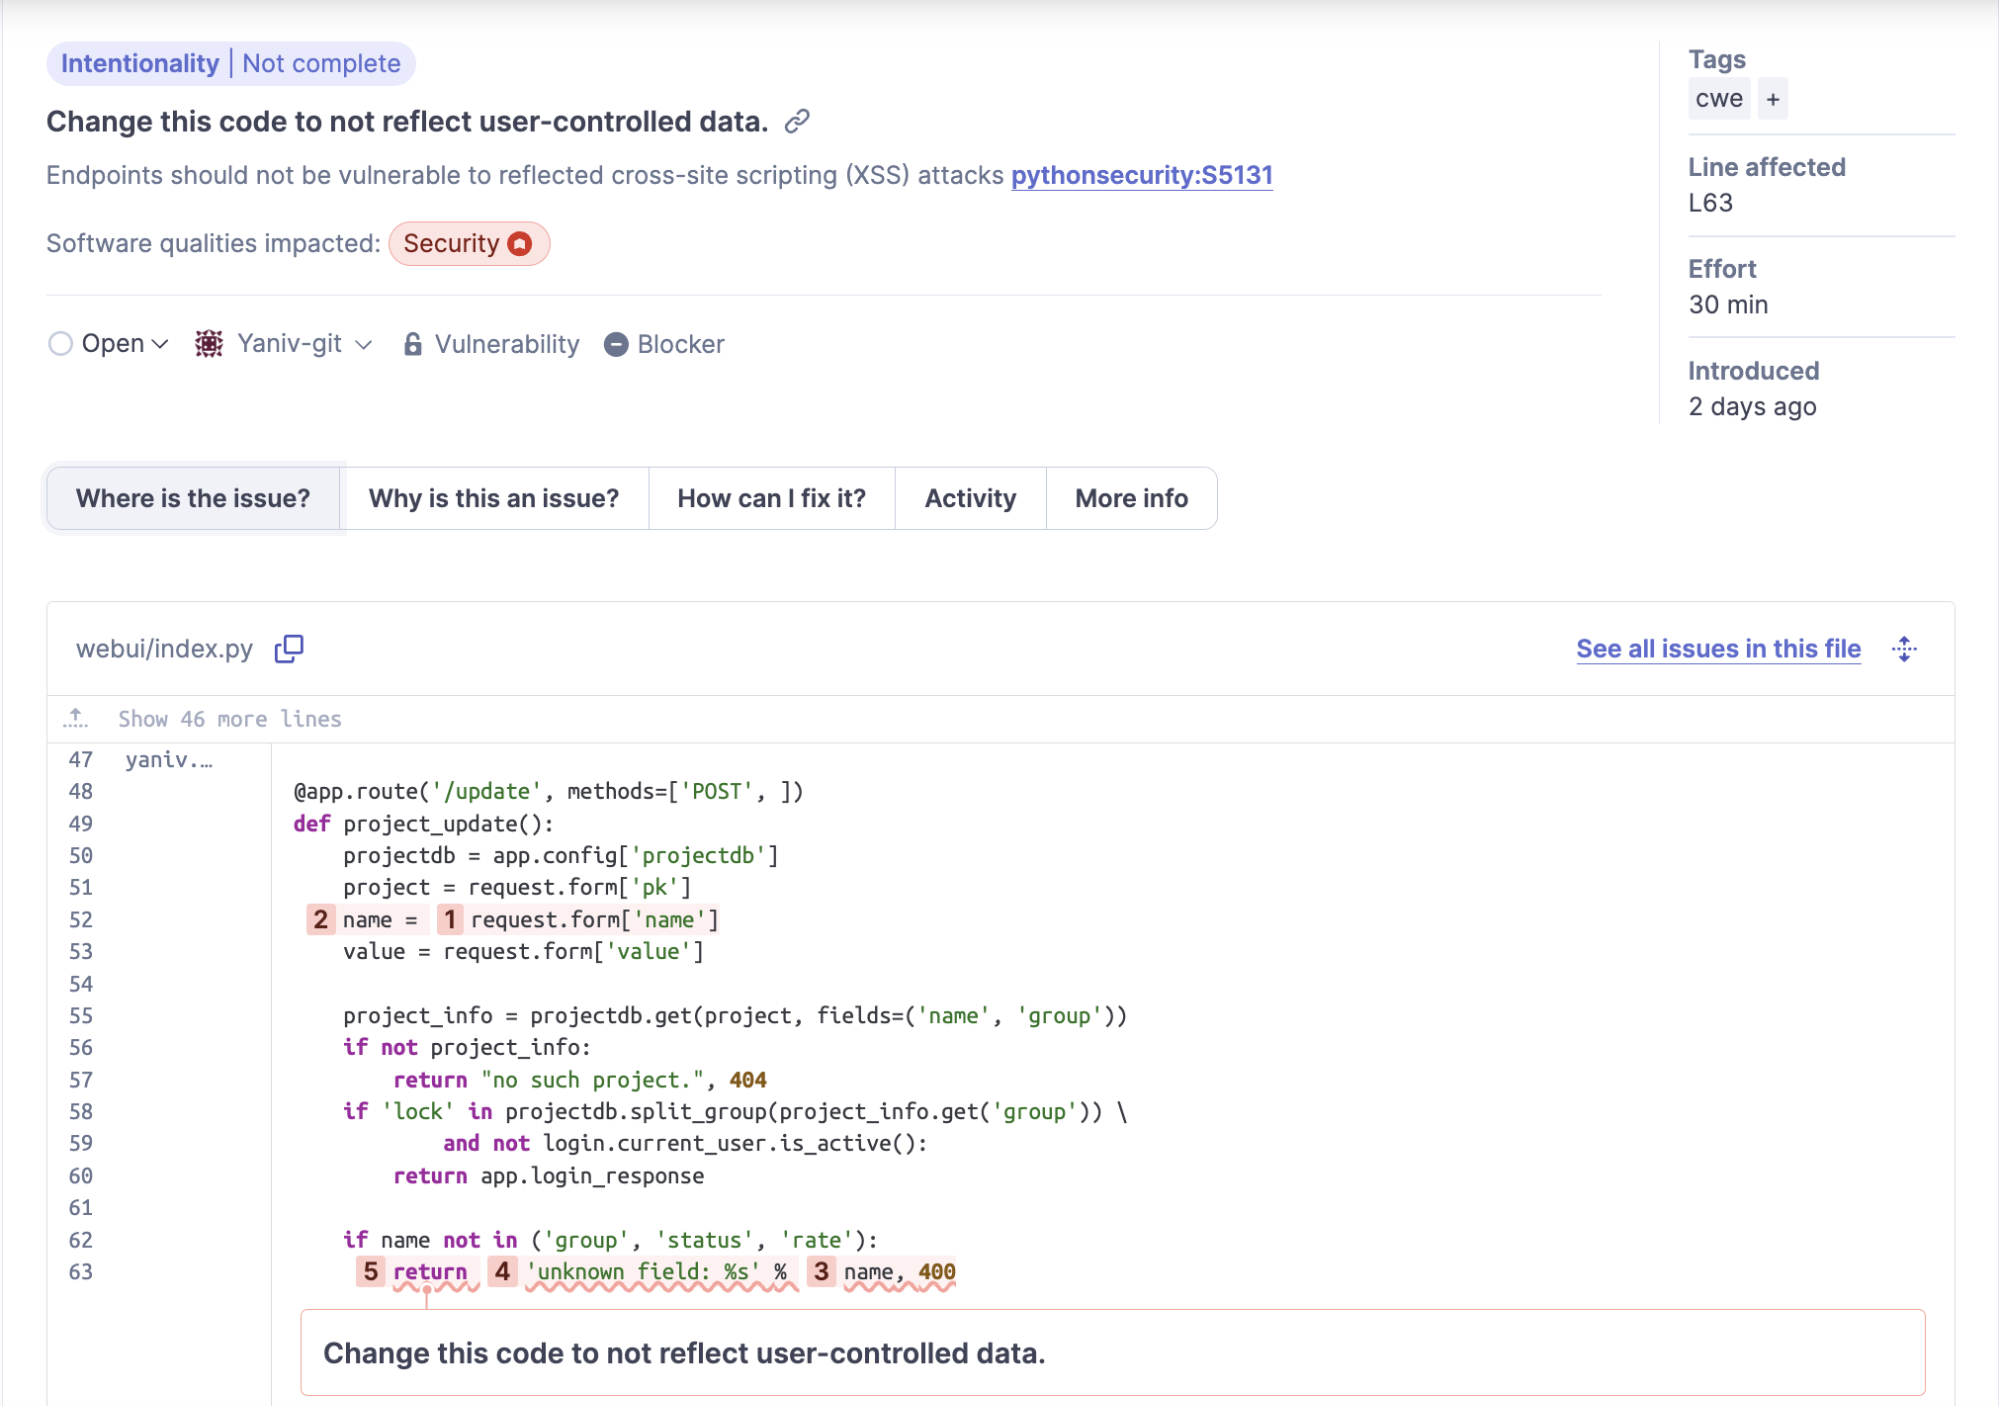 Intentionality | Not complete
Change this code to not reflect user-controlled data.
Endpoints should not be vulnerable to reflected cross-site scripting (XSS) attacks pythonsecurity:S5131
Software qualities impacted: Security
Open Yaniv-git Vulnerability Blocker
Tags
cwe +
Line affected
L63
Effort
30 min
Introduced
2 days ago
Where is the issue? Why is this an issue? How can I fix it? Activity More info
webui/index.py See all issues in this file
Show 46 more lines
47 yaniv.…
48 @app.route('/update', methods=['POST', ])
49 def project_update():
50     projectdb = app.config['projectdb']
51     project = request.form['pk']
52 2 name = 1 request.form['name']
53     value = request.form['value']
54
55     project_info = projectdb.get(project, fields=('name', 'group'))
56     if not project_info:
57         return "no such project.", 404
58     if 'lock' in projectdb.split_group(project_info.get('group')) \
59             and not login.current_user.is_active():
60         return app.login_response
61
62     if name not in ('group', 'status', 'rate'):
63 5 return 4 'unknown field: %s' % 3 name, 400
Change this code to not reflect user-controlled data.